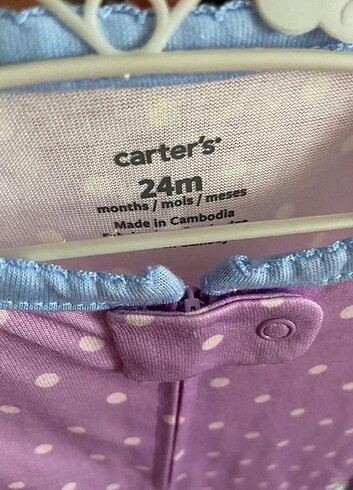 carter's
24m
months / mois / meses
Made in Cambodia